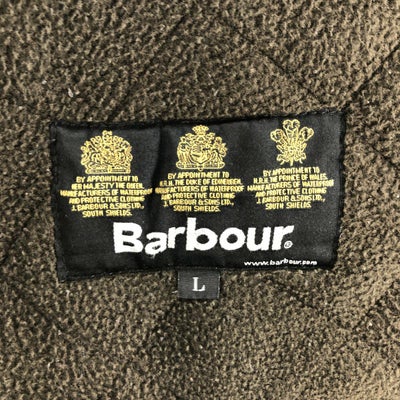 BY APPOINTMENT TO
HER MAJESTY THE QUEEN
MANUFACTURERS OF WATERPROOF
AND PROTECTIVE CLOTHING
J.BARBOUR &SONS LTD.
SOUTH SHIELDS.
BY APPOINTMENT TO
H.R.H. THE DUKE OF EDINBURGH
MANUFACTURERS OF WATERPROOF
AND PROTECTIVE CLOTHING
J.BARBOUR &SONS LTD.
SOUTH SHIELDS.
BY APPOINTMENT TO
H.R.H. THE PRINCE OF WALES
MANUFACTURERS OF WATERPROOF
AND PROTECTIVE CLOTHING
J.BARBOUR &SONS LTD.
SOUTH SHIELDS.
Barbour®
www.barbour.com
L